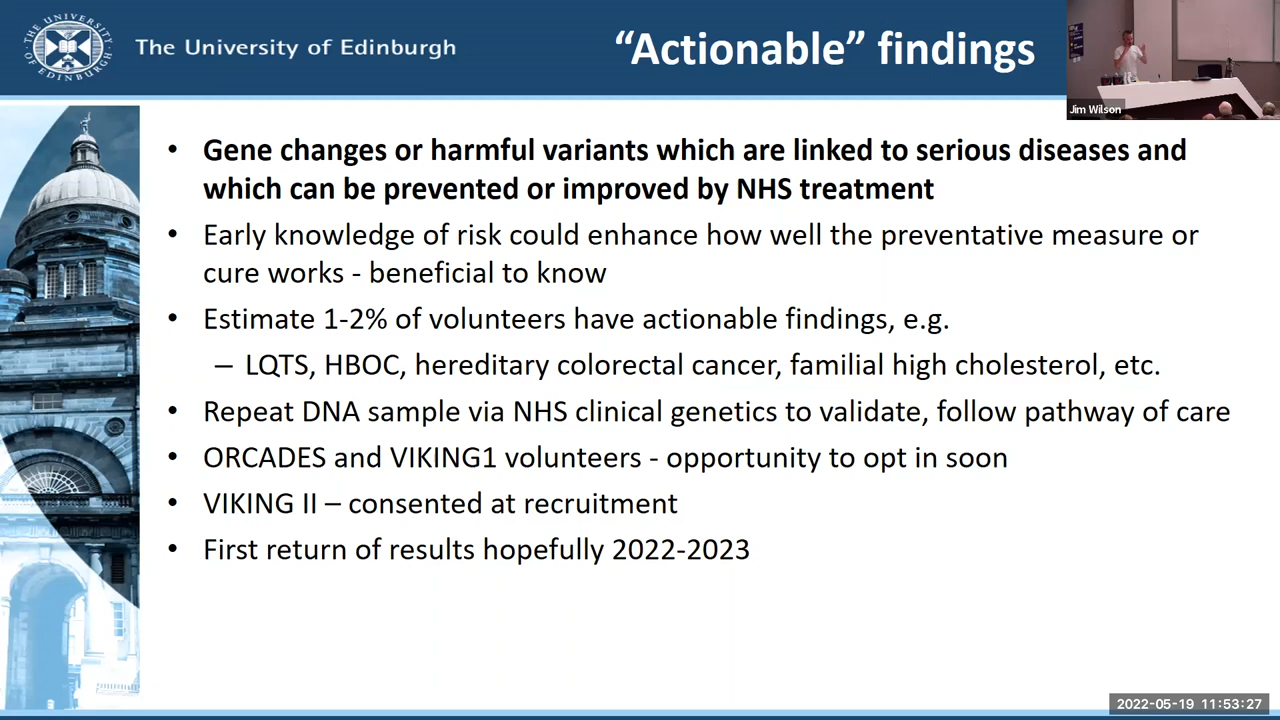 THE UNIVERSITY OF EDINBURGH
The University of Edinburgh
“Actionable” findings
Jim Wilson
• Gene changes or harmful variants which are linked to serious diseases and
which can be prevented or improved by NHS treatment
• Early knowledge of risk could enhance how well the preventative measure or
cure works - beneficial to know
• Estimate 1-2% of volunteers have actionable findings, e.g.
– LQTS, HBOC, hereditary colorectal cancer, familial high cholesterol, etc.
• Repeat DNA sample via NHS clinical genetics to validate, follow pathway of care
• ORCADES and VIKING1 volunteers - opportunity to opt in soon
• VIKING II – consented at recruitment
• First return of results hopefully 2022-2023
2022-05-19 11:53:27